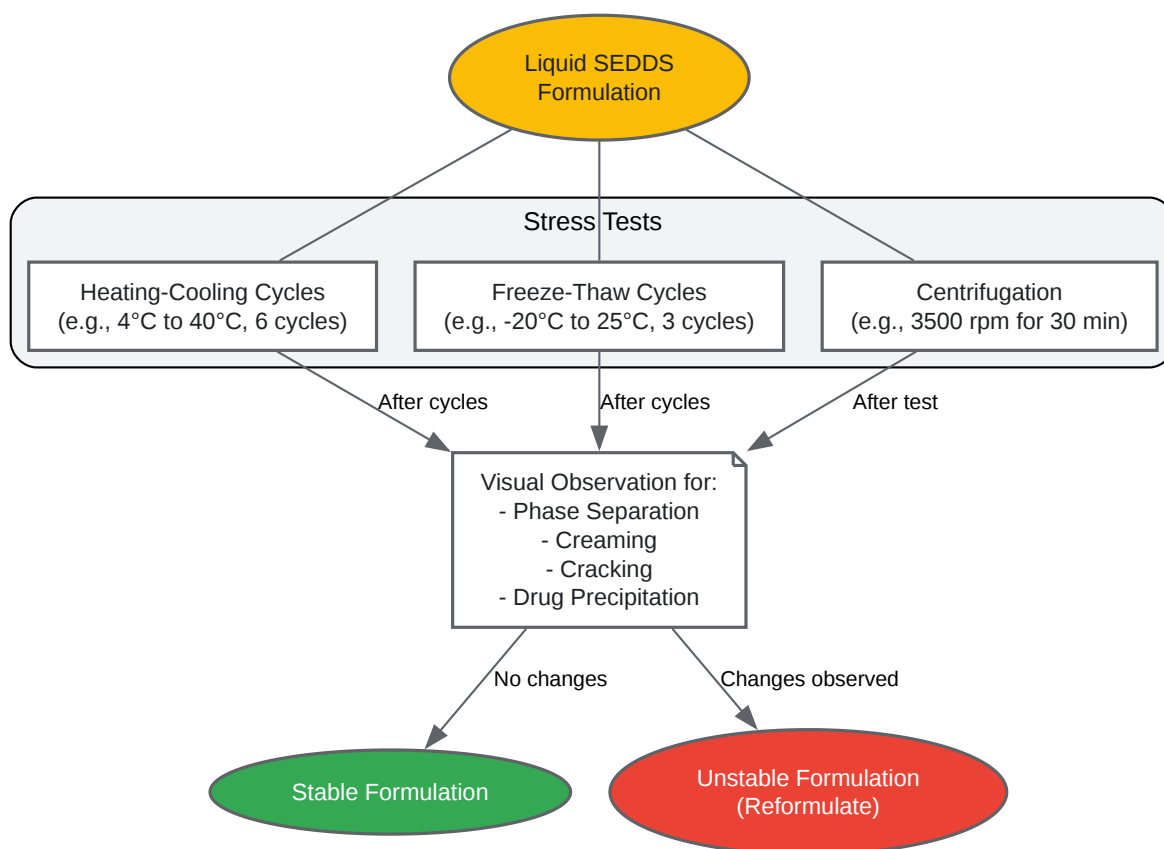 Liquid SEDDS
Formulation
Stress Tests
Heating-Cooling Cycles
(e.g., 4°C to 40°C, 6 cycles)
Freeze-Thaw Cycles
(e.g., -20°C to 25°C, 3 cycles)
Centrifugation
(e.g., 3500 rpm for 30 min)
After cycles
After cycles
After test
Visual Observation for:
- Phase Separation
- Creaming
- Cracking
- Drug Precipitation
No changes
Changes observed
Stable Formulation
Unstable Formulation
(Reformulate)